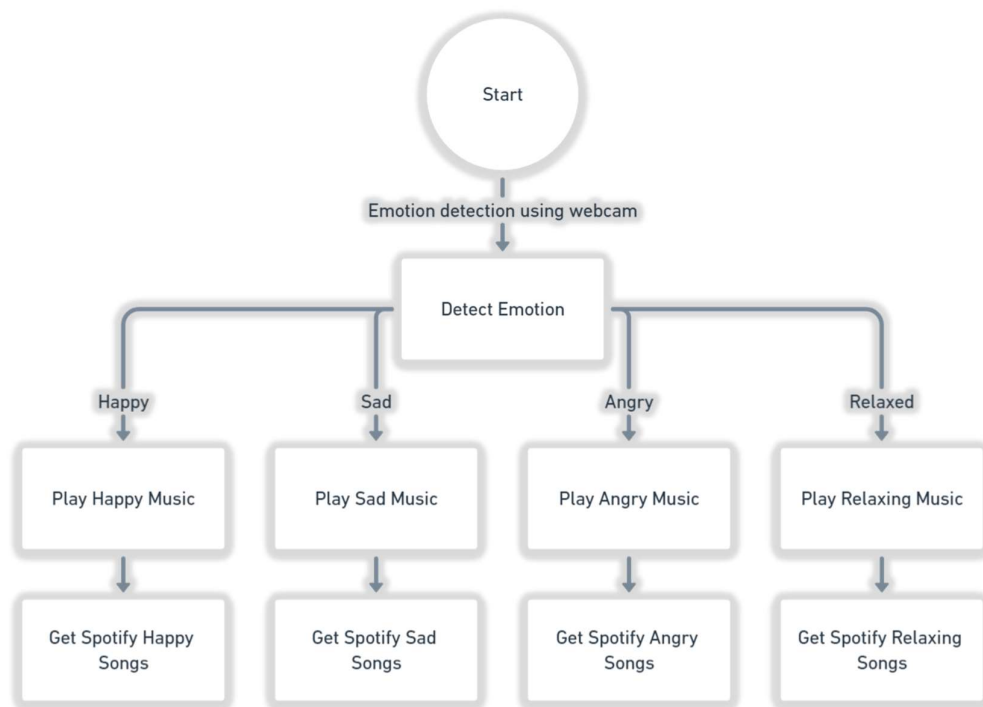 Start
Emotion detection using webcam
Detect Emotion
Happy
Sad
Angry
Relaxed
Play Happy Music
Play Sad Music
Play Angry Music
Play Relaxing Music
Get Spotify Happy
Songs
Get Spotify Sad
Songs
Get Spotify Angry
Songs
Get Spotify Relaxing
Songs